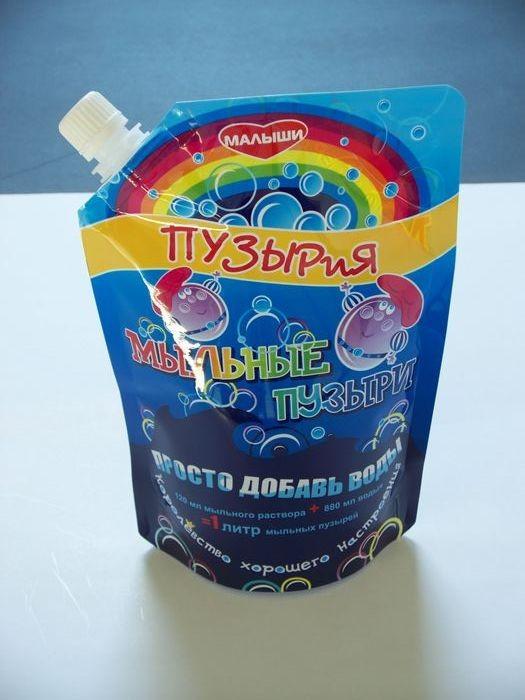 МАЛЫШИ
ПУЗЫРиЯ
МЫЛЬНЫЕ
ПУЗЫРИ
ПРОСТО ДОБАВЬ ВОДЫ
120 мл мыльного раствора + 880 мл воды
=1 литр мыльных пузырей
королевство хорошего настроения